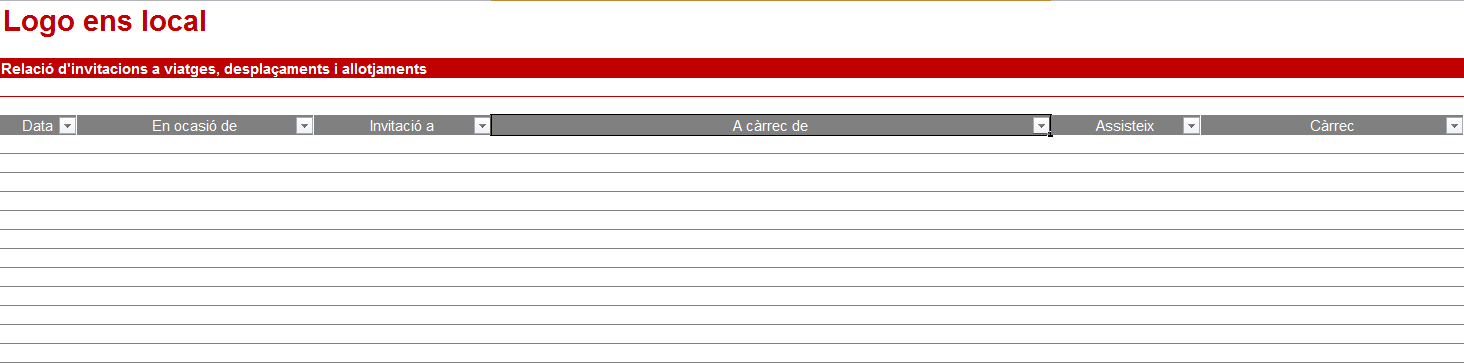 Logo ens local
Relació d'invitacions a viatges, desplaçaments i allotjaments
Data En ocasió de Invitació a A càrrec de Assisteix Càrrec